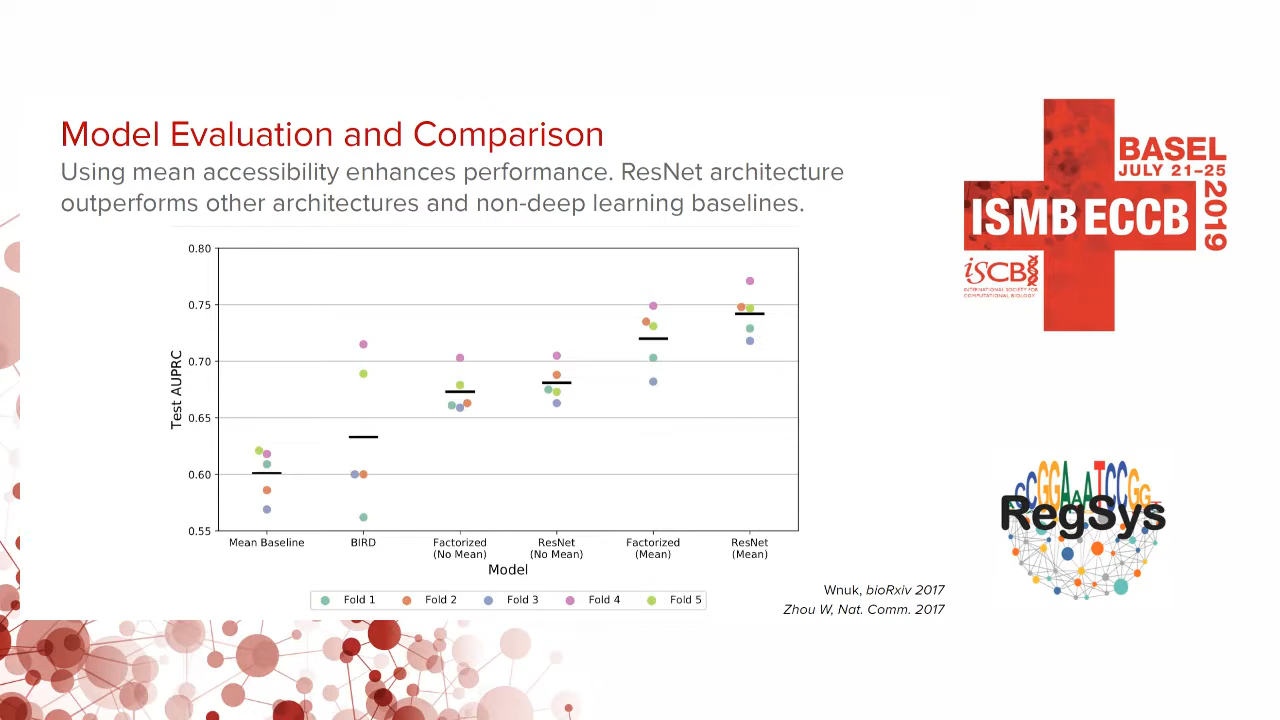 Model Evaluation and Comparison
Using mean accessibility enhances performance. ResNet architecture
outperforms other architectures and non-deep learning baselines.
0.80
0.75
0.70
0.65
0.60
0.55
Test AUPRC
Mean Baseline
BIRD
Factorized
(No Mean)
ResNet
(No Mean)
Factorized
(Mean)
ResNet
(Mean)
Model
Fold 1
Fold 2
Fold 3
Fold 4
Fold 5
Wnuk, bioRxiv 2017
Zhou W, Nat. Comm. 2017
BASEL
JULY 21–25
2019
ISMB ECCB
ISCB
INTERNATIONAL SOCIETY FOR
COMPUTATIONAL BIOLOGY
CCGGAAATCCGG
RegSys